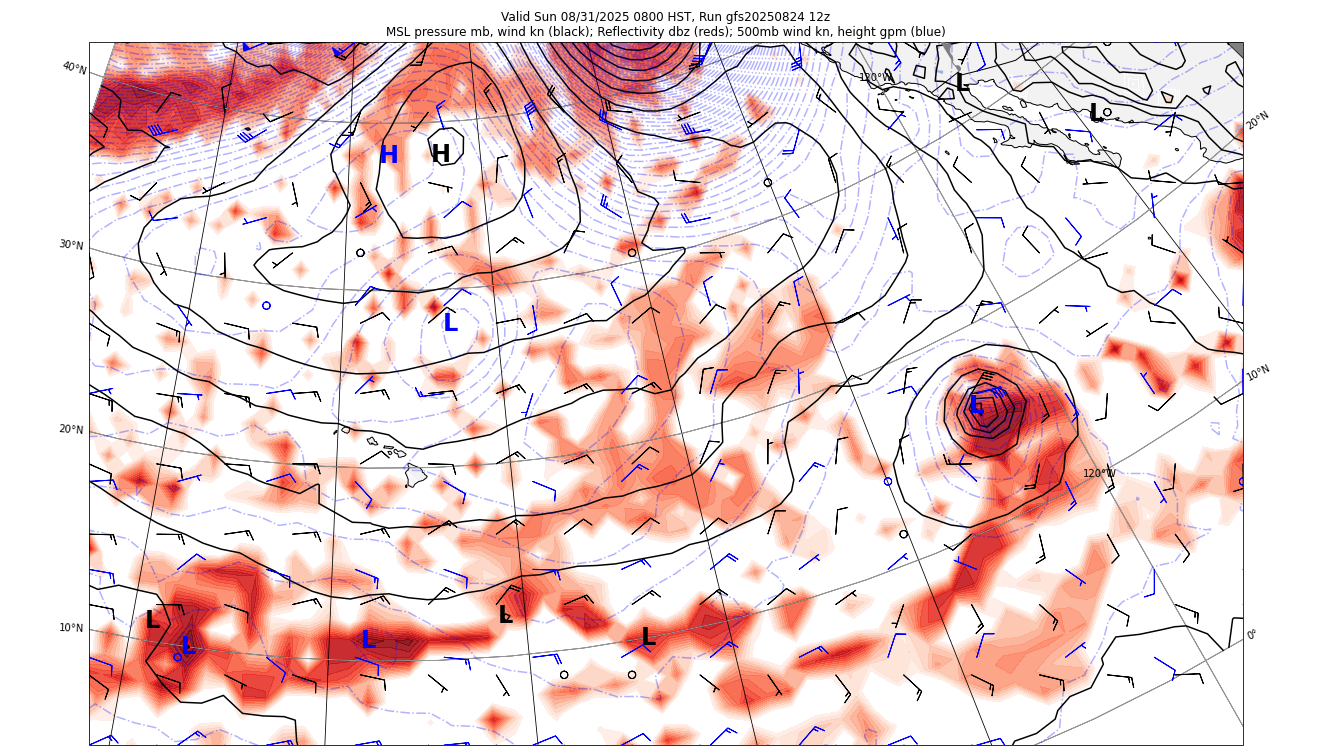 Valid Sun 08/31/2025 0800 HST, Run gfs20250824 12z
MSL pressure mb, wind kn (black); Reflectivity dbz (reds); 500mb wind kn, height gpm (blue)
40°N
120°W
L
L
20°N
H
H
30°N
L
10°N
L
20°N
120°W
10°N
L
L
L
L
L
0°